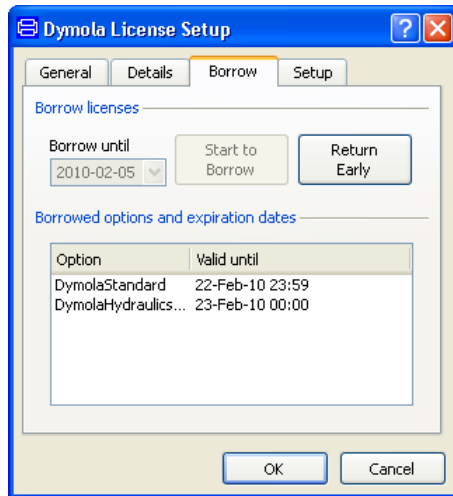 Dymola License Setup
General Details Borrow Setup
Borrow licenses
Borrow until
2010-02-05
Start to
Borrow
Return
Early
Borrowed options and expiration dates
Option Valid until
DymolaStandard 22-Feb-10 23:59
DymolaHydraulics... 23-Feb-10 00:00
OK Cancel